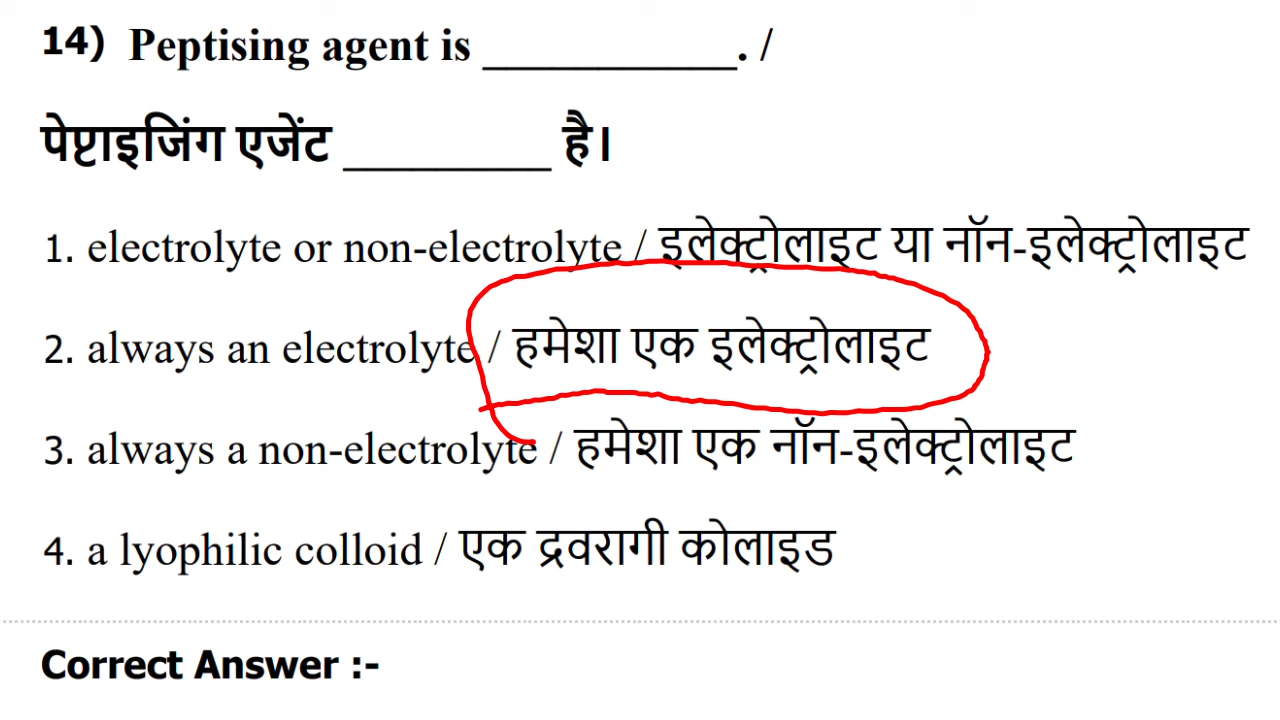 14) Peptising agent is ___________. /
पेप्टाइजिंग एजेंट _________ है।
1. electrolyte or non-electrolyte / इलेक्ट्रोलाइट या नॉन-इलेक्ट्रोलाइट
2. always an electrolyte / हमेशा एक इलेक्ट्रोलाइट
3. always a non-electrolyte / हमेशा एक नॉन-इलेक्ट्रोलाइट
4. a lyophilic colloid / एक द्रवरागी कोलाइड
Correct Answer :-